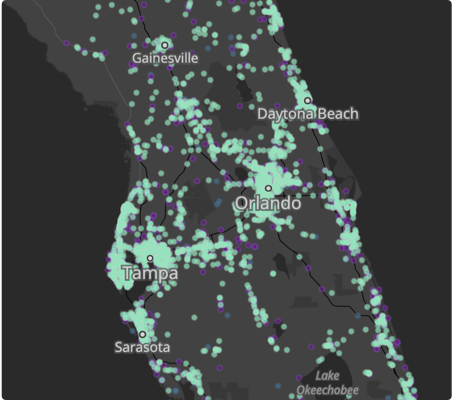 Gainesville
Daytona Beach
Orlando
Tampa
Sarasota
Lake
Okeechobee